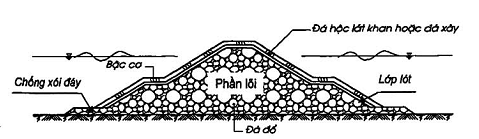 Đá hộc lát khan hoặc đá xây
Bậc cơ
Chống xói đáy
Phần lõi
Lớp lót
Đá đổ